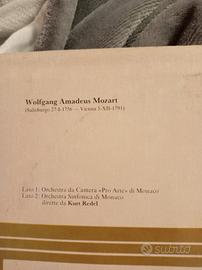 Wolfgang Amadeus Mozart
(Salisburgo 27-I-1756 — Vienna 5-XII-1791)
Lato 1: Orchestra da Camera «Pro Arte» di Monaco
Lato 2: Orchestra Sinfonica di Monaco
dirette da Kurt Redel
subito